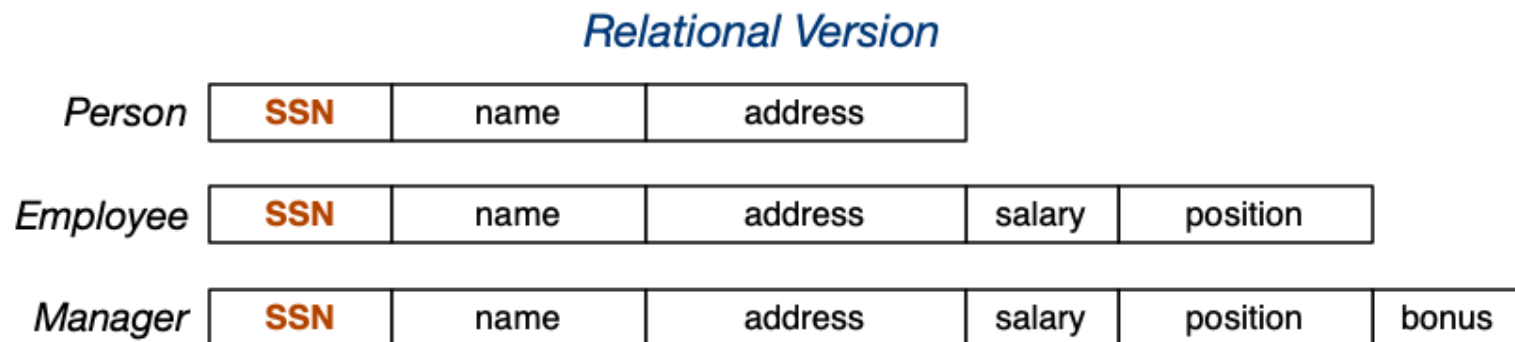 Relational Version
Person SSN name address
Employee SSN name address salary position
Manager SSN name address salary position bonus